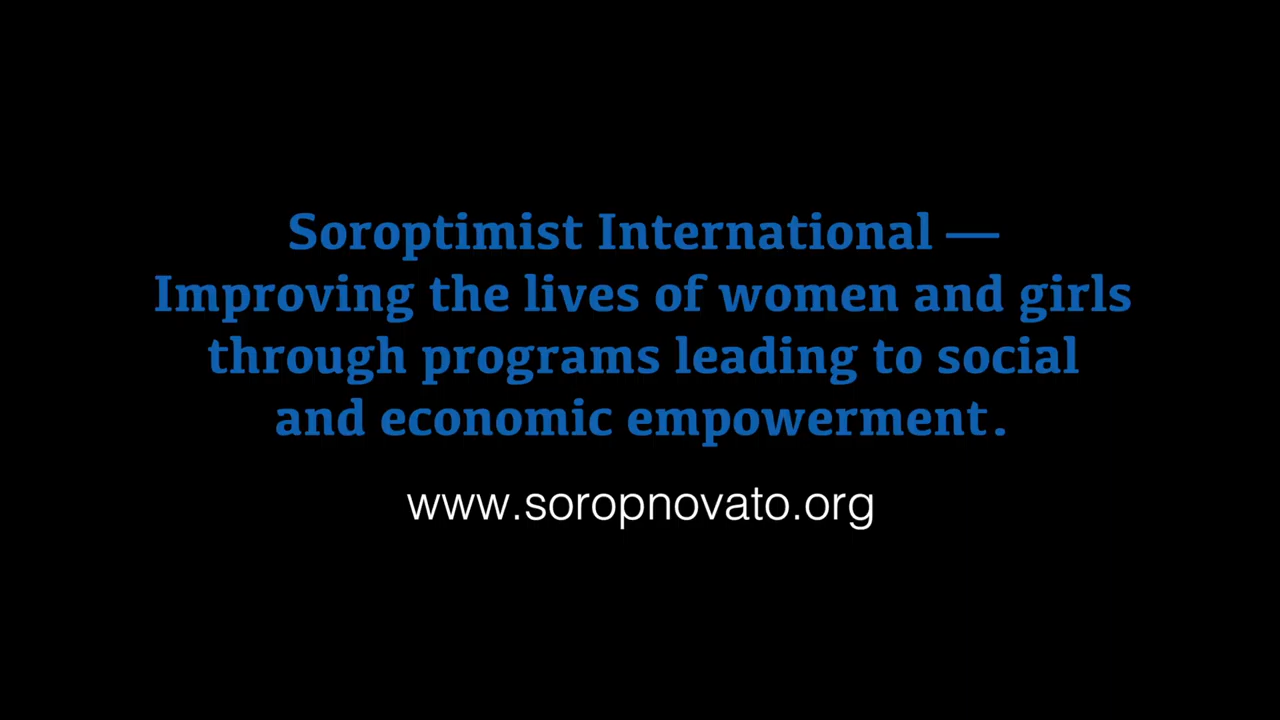 Soroptimist International —
Improving the lives of women and girls
through programs leading to social
and economic empowerment.
www.soropnovato.org